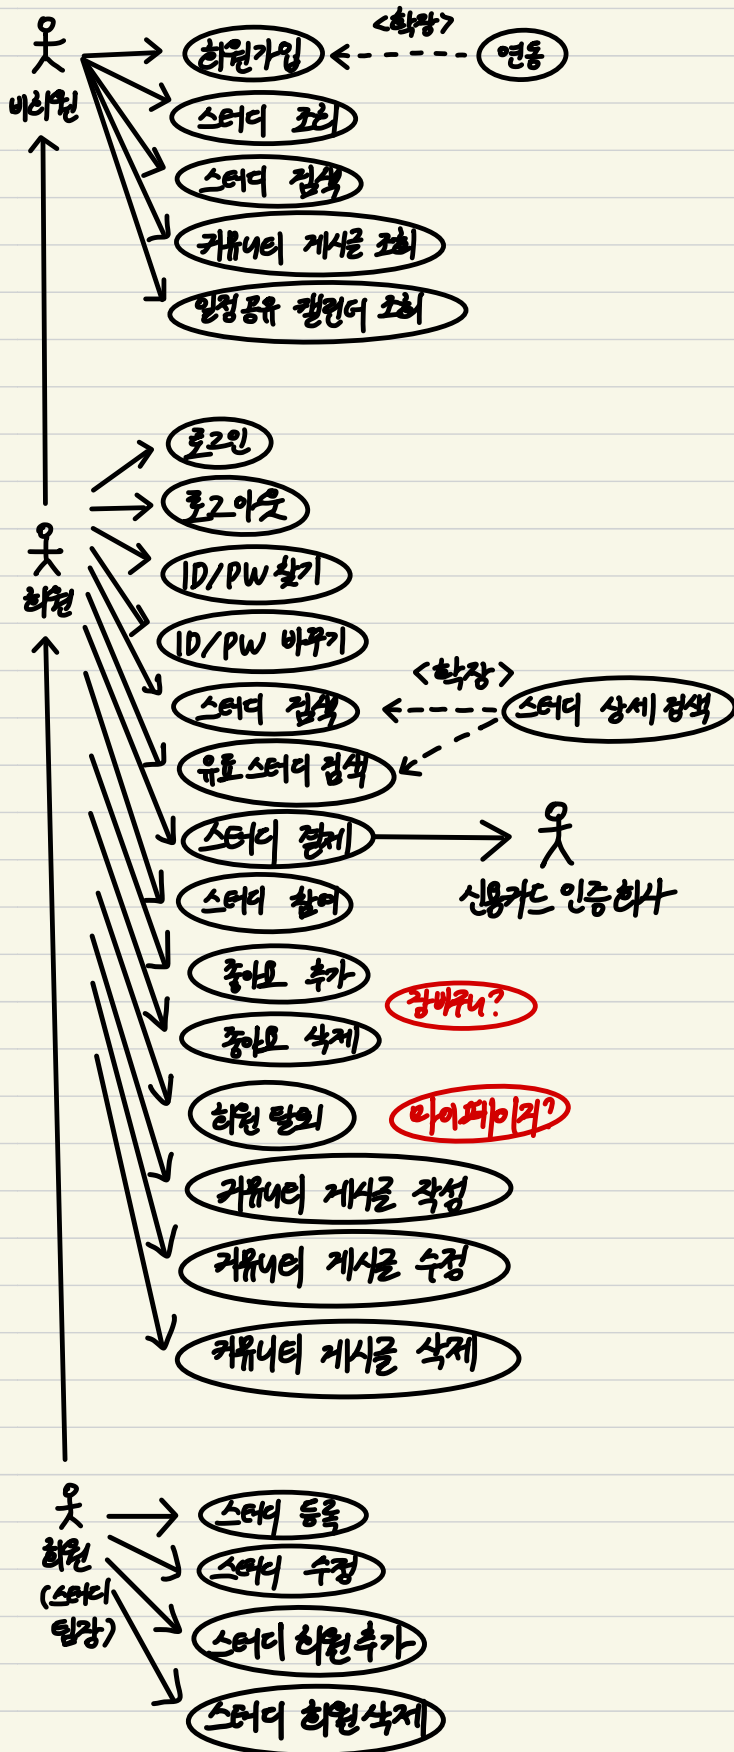 <확장>
회원가입
연동
비회원
스터디 조회
스터디 검색
커뮤니티 게시글 조회
일정공유 캘린더 조회
로그인
로그아웃
회원
ID/PW 찾기
ID/PW 바꾸기
<확장>
스터디 검색
스터디 상세 검색
유료 스터디 검색
스터디 결제
신용카드 인증회사
스터디 참여
좋아요 추가
장바구니?
좋아요 삭제
회원 탈퇴
마이페이지?
커뮤니티 게시글 작성
커뮤니티 게시글 수정
커뮤니티 게시글 삭제
회원
(스터디
팀장)
스터디 등록
스터디 수정
스터디 회원추가
스터디 회원삭제